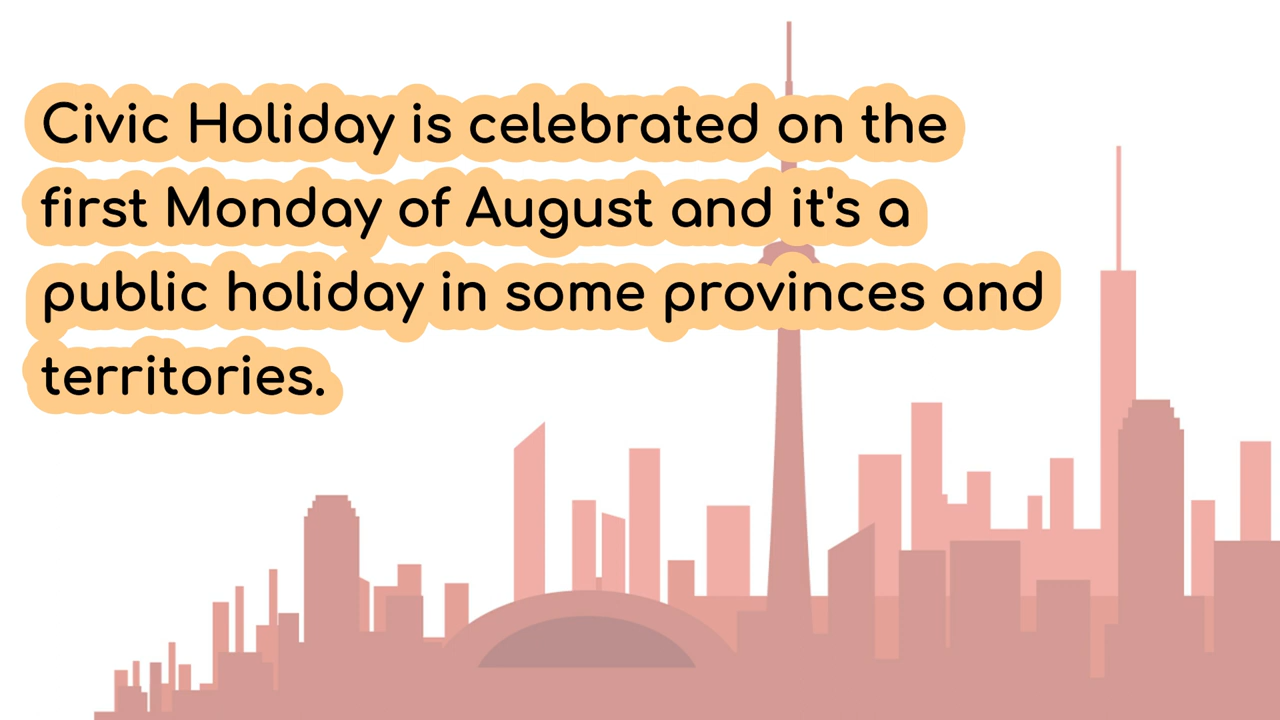 Civic Holiday is celebrated on the
first Monday of August and it's a
public holiday in some provinces and
territories.